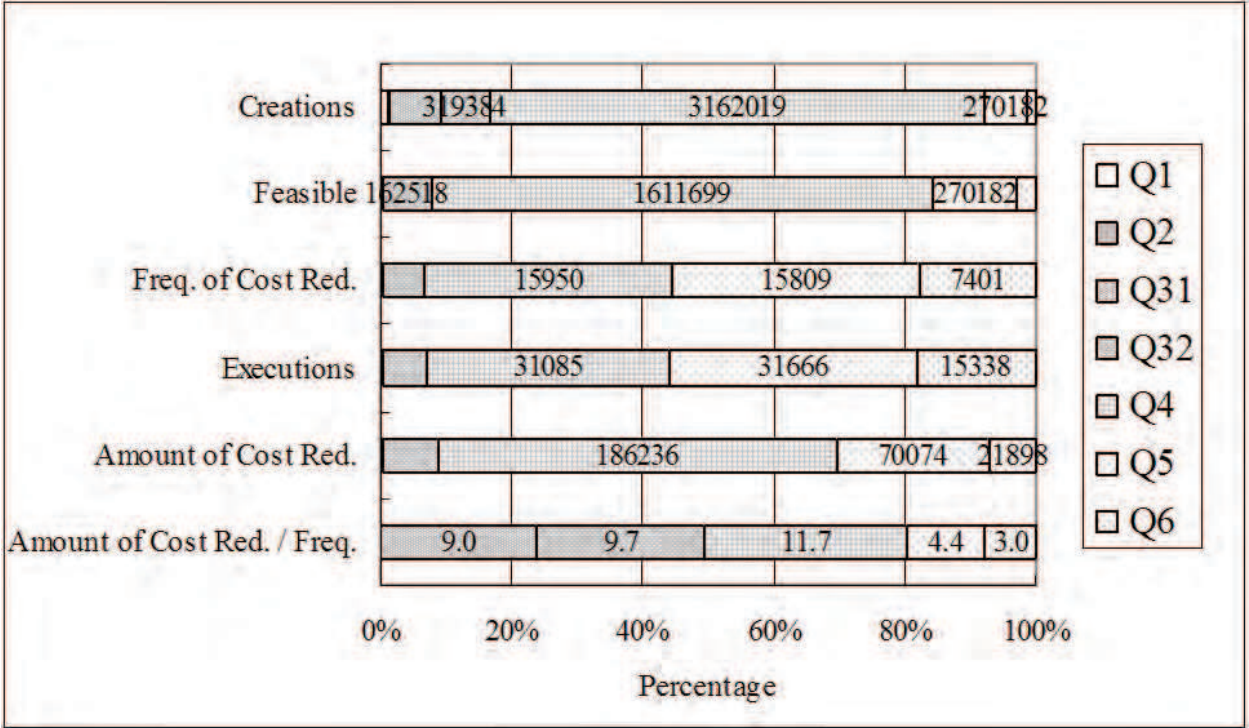 Creations 319384 3162019 270182
Feasible 162518 1611699 270182
Freq. of Cost Red. 15950 15809 7401
Executions 31085 31666 15338
Amount of Cost Red. 186236 70074 21898
Amount of Cost Red. / Freq. 9.0 9.7 11.7 4.4 3.0
0% 20% 40% 60% 80% 100%
Percentage
Q1
Q2
Q31
Q32
Q4
Q5
Q6